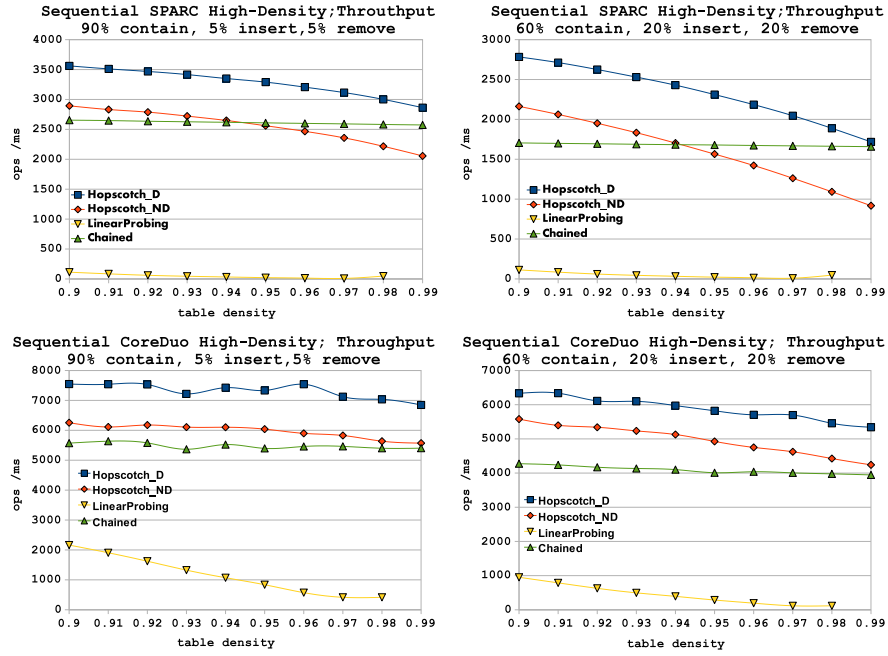 Sequential SPARC High-Density;Throuthput
90% contain, 5% insert,5% remove
4000
3500
3000
2500
2000
1500
1000
500
0
ops /ms
Hopscotch_D
Hopscotch_ND
LinearProbing
Chained
0.9 0.91 0.92 0.93 0.94 0.95 0.96 0.97 0.98 0.99
table density
Sequential SPARC High-Density;Throughput
60% contain, 20% insert, 20% remove
3000
2500
2000
1500
1000
500
0
ops /ms
Hopscotch_D
Hopscotch_ND
LinearProbing
Chained
0.9 0.91 0.92 0.93 0.94 0.95 0.96 0.97 0.98 0.99
table density
Sequential CoreDuo High-Density; Throughput
90% contain, 5% insert,5% remove
8000
7000
6000
5000
4000
3000
2000
1000
0
ops /ms
Hopscotch_D
Hopscotch_ND
LinearProbing
Chained
0.9 0.91 0.92 0.93 0.94 0.95 0.96 0.97 0.98 0.99
table density
Sequential CoreDuo High-Density; Throughput
60% contain, 20% insert, 20% remove
7000
6000
5000
4000
3000
2000
1000
0
ops /ms
Hopscotch_D
Hopscotch_ND
LinearProbing
Chained
0.9 0.91 0.92 0.93 0.94 0.95 0.96 0.97 0.98 0.99
table density